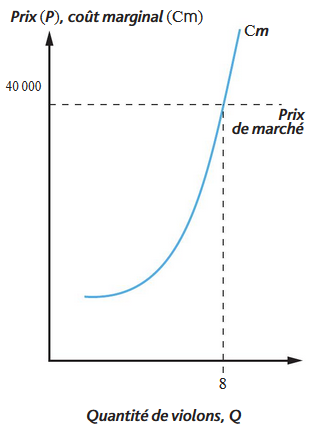 Prix (P), coût marginal (Cm)
Cm
40 000
Prix
de marché
8
Quantité de violons, Q